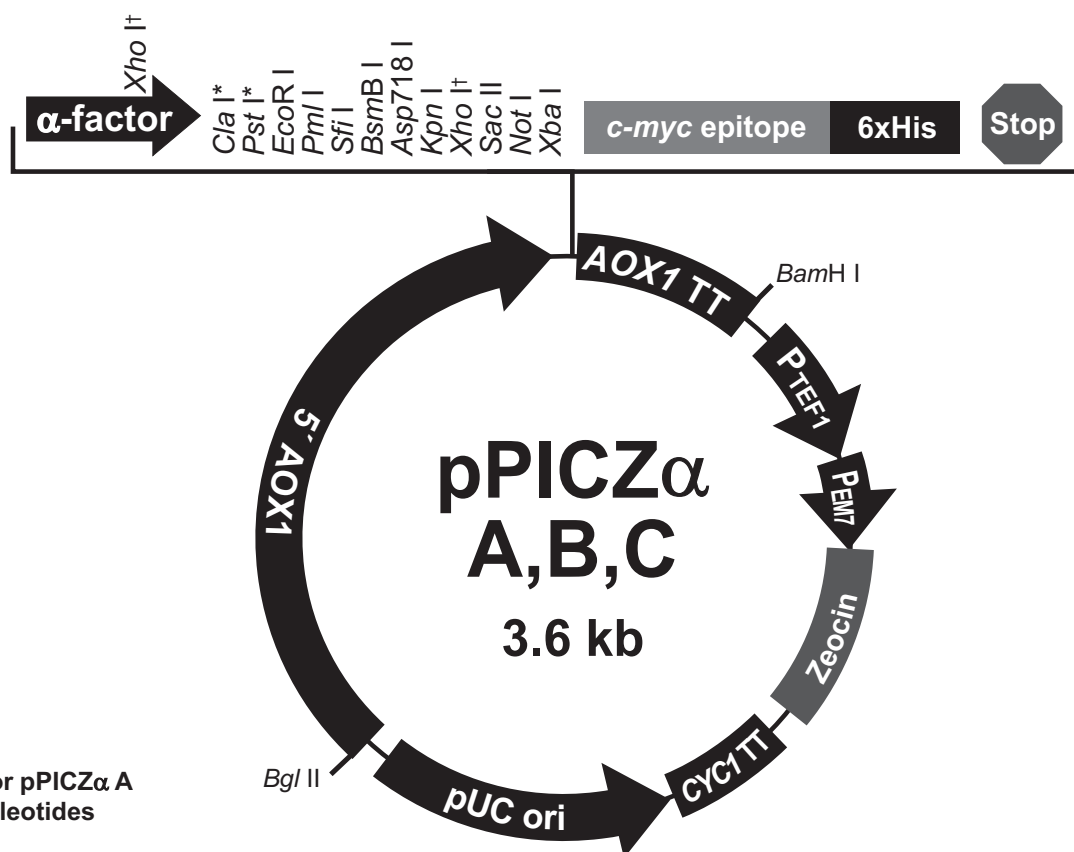 Xho I†
α-factor
Cla I*
Pst I*
EcoR I
Pml I
Sfi I
BsmB I
Asp718 I
Kpn I
Xho I†
Sac II
Not I
Xba I
c-myc epitope
6xHis
Stop
AOX1 TT
BamH I
PTEF1
PEM7
Zeocin
CYC1 TT
pUC ori
Bgl II
5´ AOX1
pPICZα
A,B,C
3.6 kb
or pPICZα A
leotides